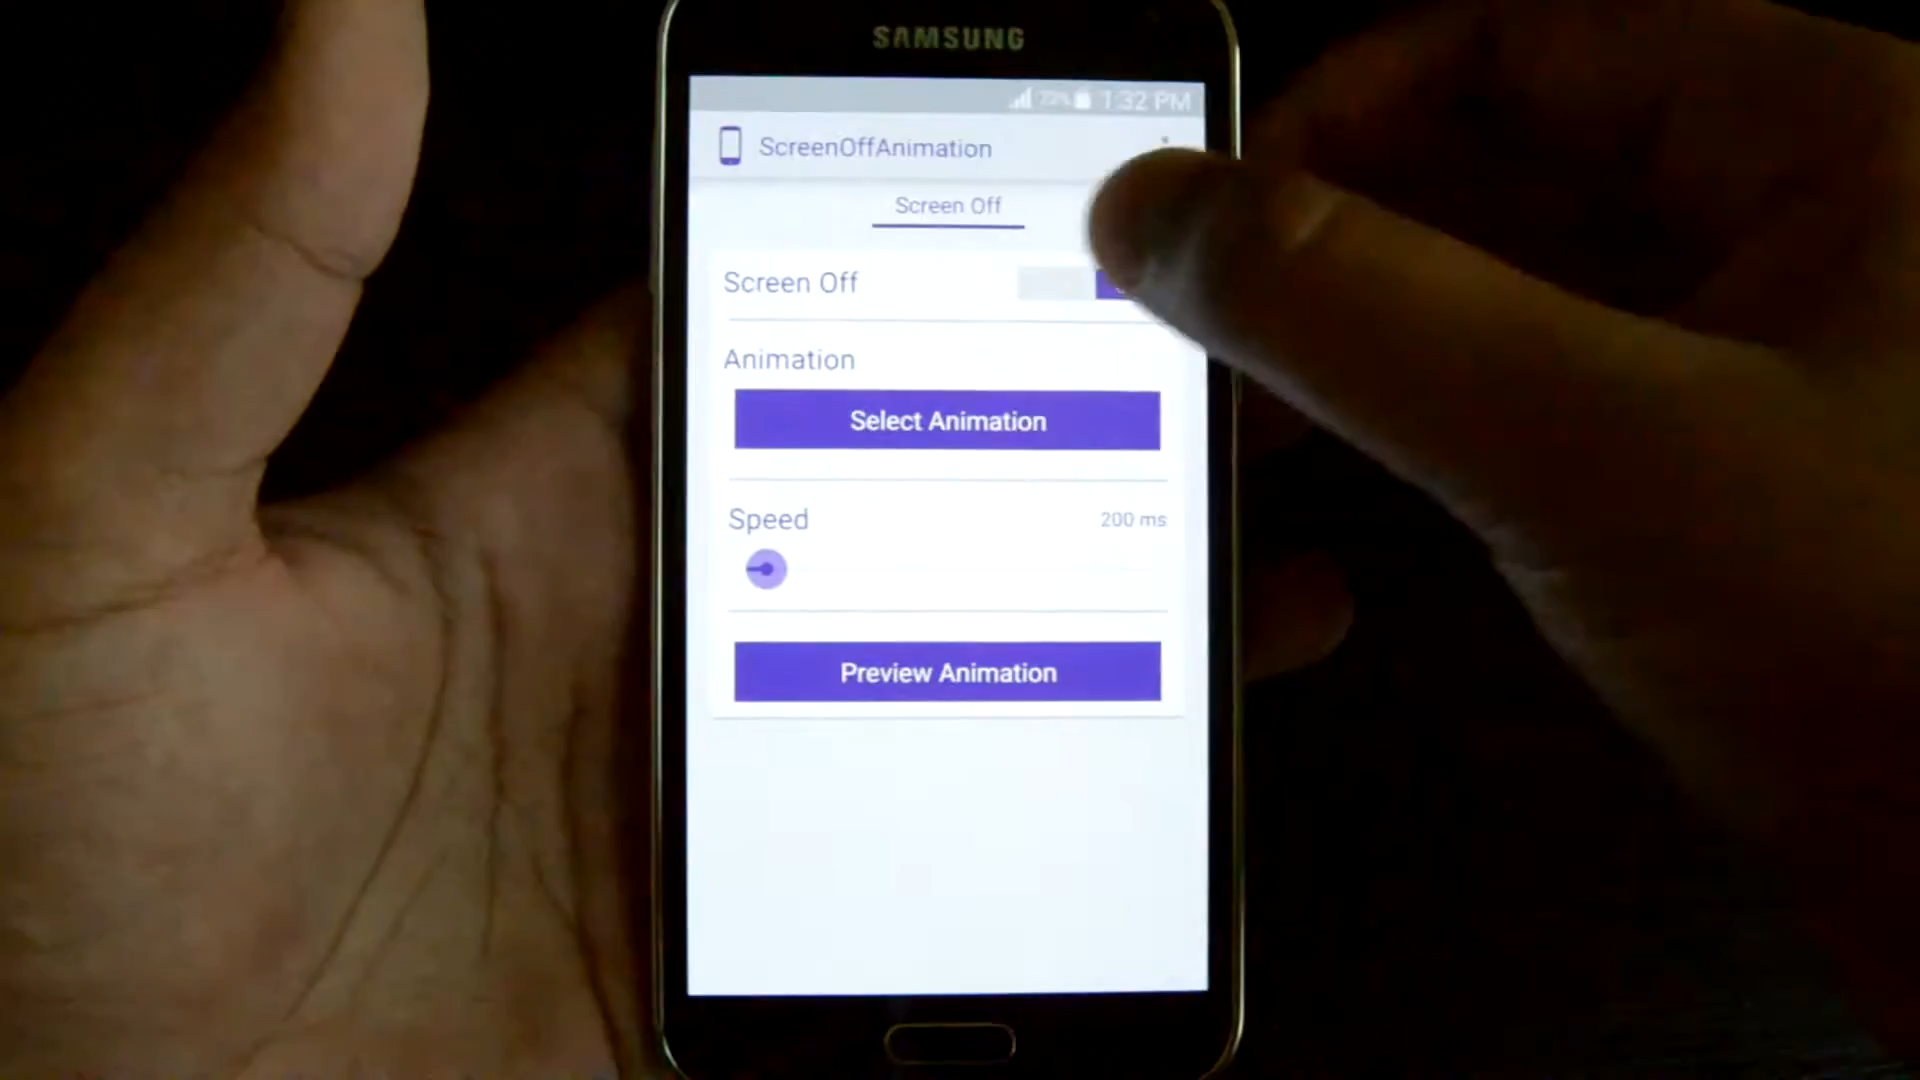 SAMSUNG
1:32 PM
ScreenOffAnimation
Screen Off
Screen Off
Animation
Select Animation
Speed
200 ms
Preview Animation